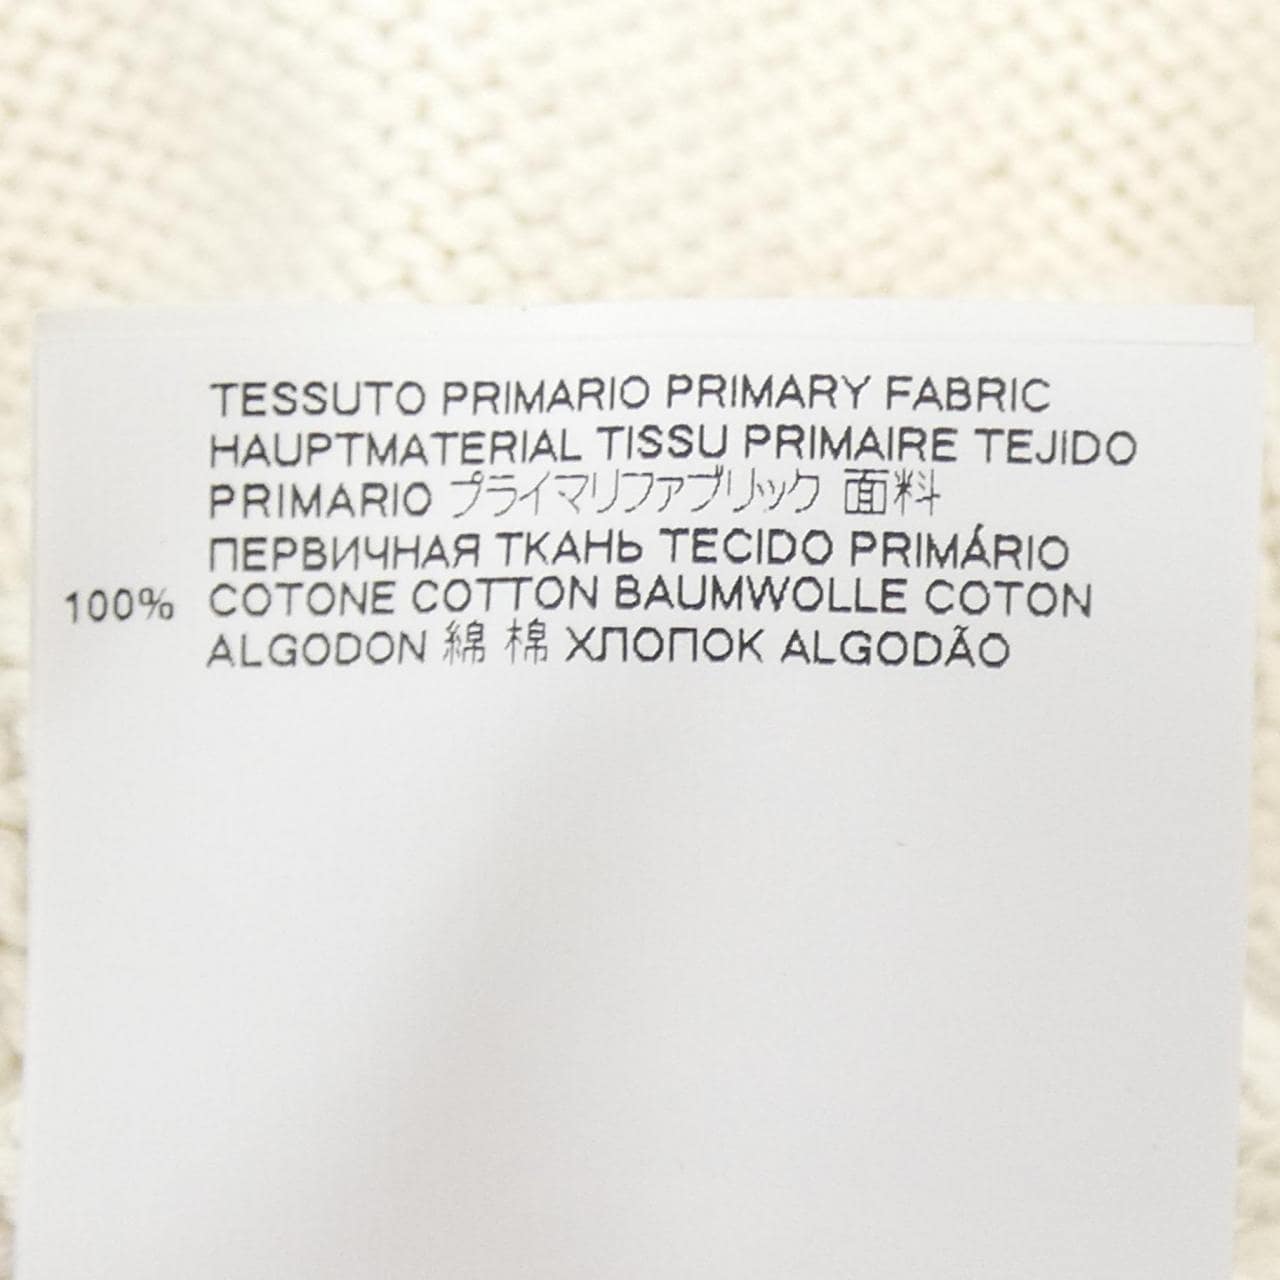 TESSUTO PRIMARIO PRIMARY FABRIC
HAUPTMATERIAL TISSU PRIMAIRE TEJIDO
PRIMARIO プライマリファブリック 面料
ПЕРВИЧНАЯ ТКАНЬ TECIDO PRIMÁRIO
100% COTONE COTTON BAUMWOLLE COTON
ALGODON 綿 棉 ХЛОПОК ALGODÃO